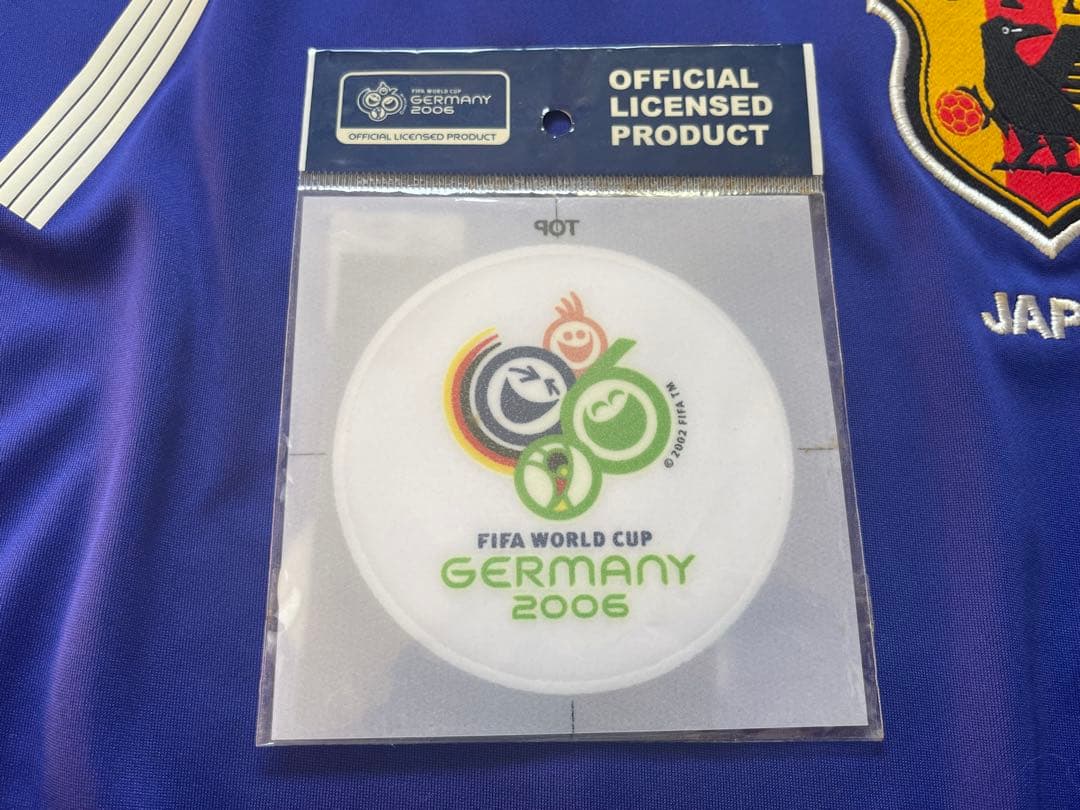 FIFA WORLD CUP
GERMANY
2006
OFFICIAL LICENSED PRODUCT
OFFICIAL
LICENSED
PRODUCT
TOP
© 2002 FIFA TM
FIFA WORLD CUP
GERMANY
2006
JAP